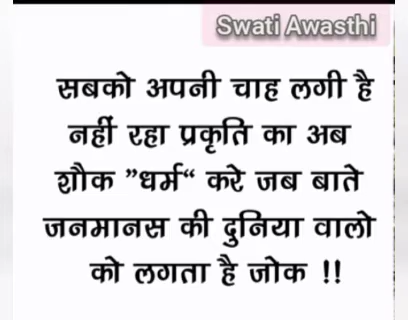 Swati Awasthi
सबको अपनी चाह लगी है
नहीं रहा प्रकृति का अब
शौक ”धर्म“ करे जब बाते
जनमानस की दुनिया वालो
को लगता है जोक !!